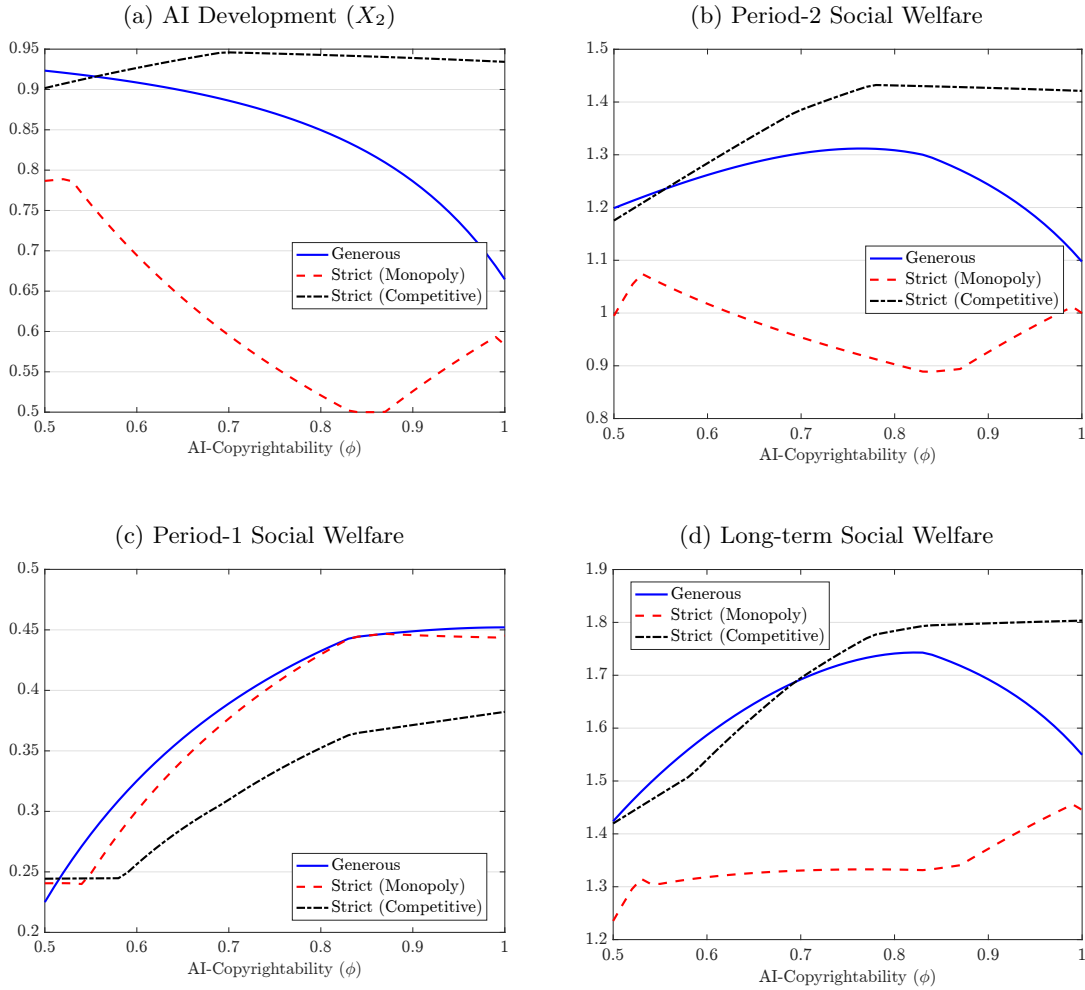 (a) AI Development (X₂)
0.95
0.9
0.85
0.8
0.75
0.7
0.65
0.6
0.55
0.5
0.5 0.6 0.7 0.8 0.9 1
AI-Copyrightability (ϕ)
Generous
Strict (Monopoly)
Strict (Competitive)
(b) Period-2 Social Welfare
1.5
1.4
1.3
1.2
1.1
1
0.9
0.8
0.5 0.6 0.7 0.8 0.9 1
AI-Copyrightability (ϕ)
Generous
Strict (Monopoly)
Strict (Competitive)
(c) Period-1 Social Welfare
0.5
0.45
0.4
0.35
0.3
0.25
0.2
0.5 0.6 0.7 0.8 0.9 1
AI-Copyrightability (ϕ)
Generous
Strict (Monopoly)
Strict (Competitive)
(d) Long-term Social Welfare
1.9
1.8
1.7
1.6
1.5
1.4
1.3
1.2
0.5 0.6 0.7 0.8 0.9 1
AI-Copyrightability (ϕ)
Generous
Strict (Monopoly)
Strict (Competitive)